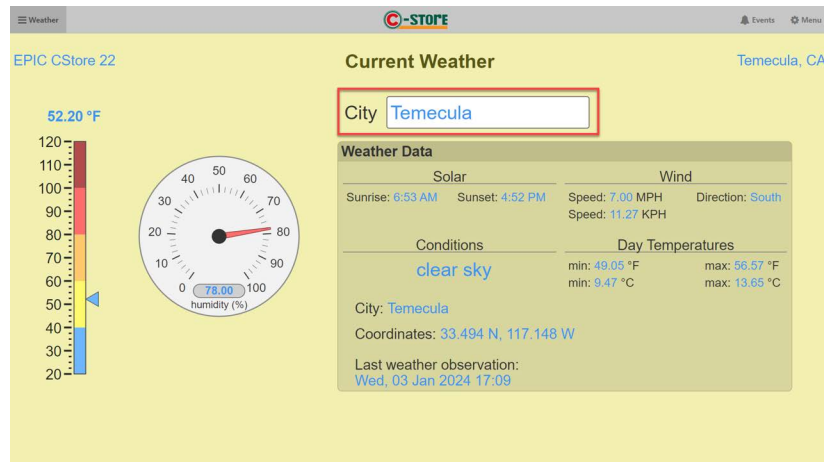 Weather
C-STORE
Events
Menu
EPIC CStore 22
Current Weather
Temecula, CA
52.20 °F
120
110
100
90
80
70
60
50
40
30
20
0
10
20
30
40
50
60
70
80
90
100
78.00
humidity (%)
City Temecula
Weather Data
Solar
Sunrise: 6:53 AM Sunset: 4:52 PM
Wind
Speed: 7.00 MPH Direction: South
Speed: 11.27 KPH
Conditions
clear sky
Day Temperatures
min: 49.05 °F max: 56.57 °F
min: 9.47 °C max: 13.65 °C
City: Temecula
Coordinates: 33.494 N, 117.148 W
Last weather observation:
Wed, 03 Jan 2024 17:09